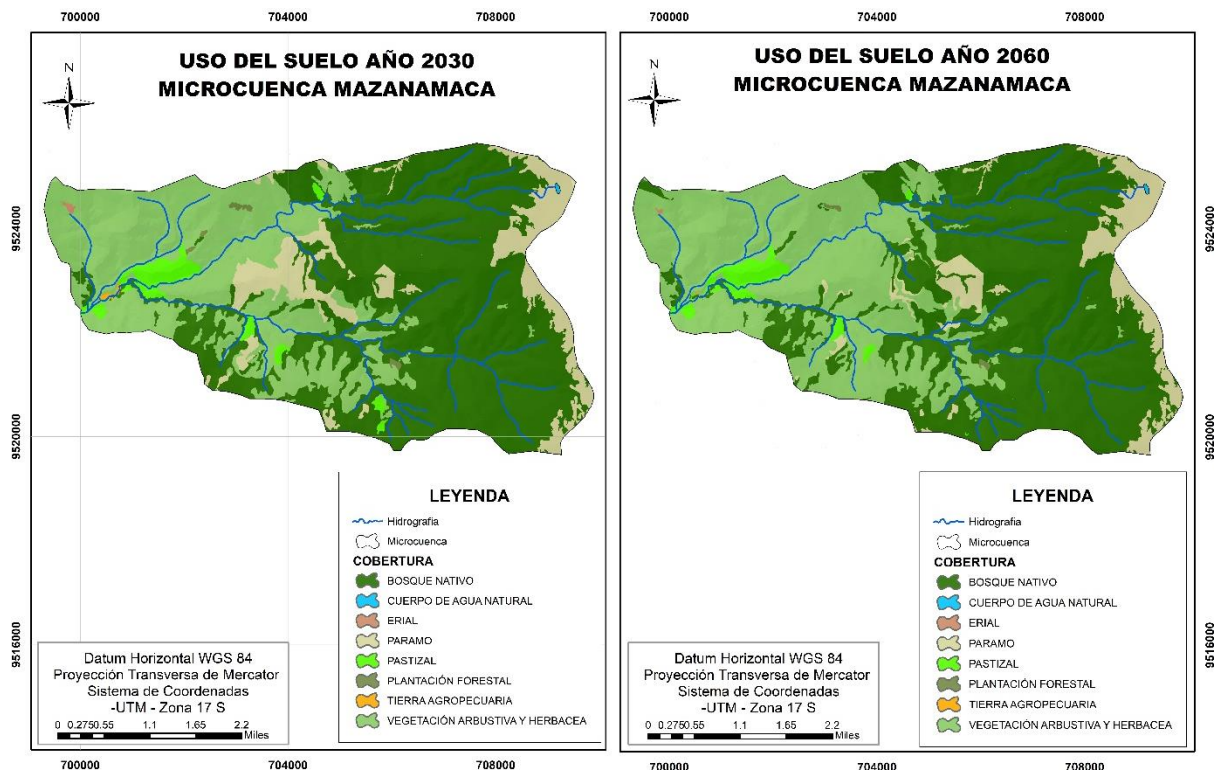 700000 704000 708000
USO DEL SUELO AÑO 2030
MICROCUENCA MAZANAMACA
N
9524000
9520000
9516000
LEYENDA
Hidrografia
Microcuenca
COBERTURA
BOSQUE NATIVO
CUERPO DE AGUA NATURAL
ERIAL
PARAMO
PASTIZAL
PLANTACIÓN FORESTAL
TIERRA AGROPECUARIA
VEGETACIÓN ARBUSTIVA Y HERBACEA
Datum Horizontal WGS 84
Proyección Transversa de Mercator
Sistema de Coordenadas
-UTM - Zona 17 S
0 0.275 0.55 1.1 1.65 2.2
Miles
700000 704000 708000
700000 704000 708000
USO DEL SUELO AÑO 2060
MICROCUENCA MAZANAMACA
N
9524000
9520000
9516000
LEYENDA
Hidrografia
Microcuenca
COBERTURA
BOSQUE NATIVO
CUERPO DE AGUA NATURAL
ERIAL
PARAMO
PASTIZAL
PLANTACIÓN FORESTAL
TIERRA AGROPECUARIA
VEGETACIÓN ARBUSTIVA Y HERBACEA
Datum Horizontal WGS 84
Proyección Transversa de Mercator
Sistema de Coordenadas
-UTM - Zona 17 S
0 0.275 0.55 1.1 1.65 2.2
Miles
700000 704000 708000